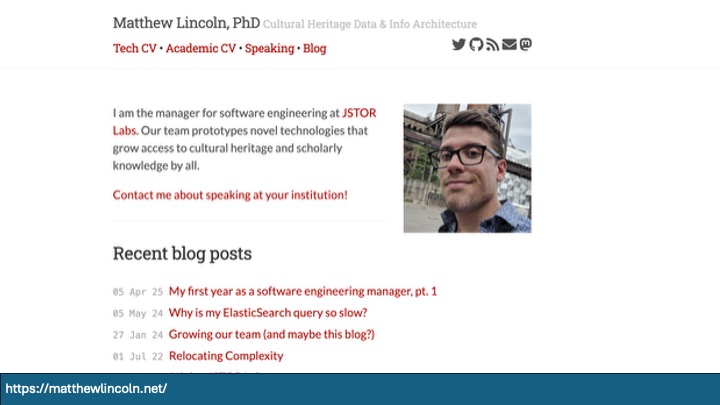 Matthew Lincoln, PhD Cultural Heritage Data & Info Architecture
Tech CV • Academic CV • Speaking • Blog
I am the manager for software engineering at JSTOR
Labs. Our team prototypes novel technologies that
grow access to cultural heritage and scholarly
knowledge by all.
Contact me about speaking at your institution!
Recent blog posts
05 Apr 25 My first year as a software engineering manager, pt. 1
05 May 24 Why is my ElasticSearch query so slow?
27 Jan 24 Growing our team (and maybe this blog?)
01 Jul 22 Relocating Complexity
https://matthewlincoln.net/